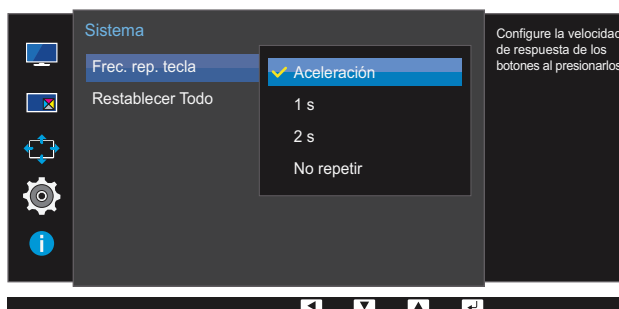 Sistema
Frec. rep. tecla
Restablecer Todo
Aceleración
1 s
2 s
No repetir
Configure la velocidad
de respuesta de los
botones al presionarlos